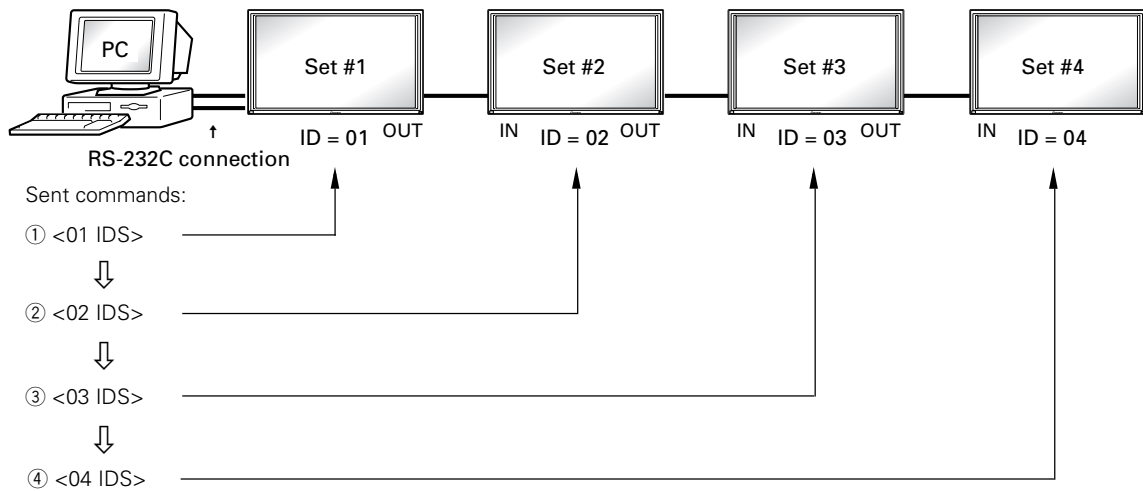 PC
Set #1
Set #2
Set #3
Set #4
ID = 01 OUT
IN ID = 02 OUT
IN ID = 03 OUT
IN ID = 04
RS-232C connection
Sent commands:
① <01 IDS>
② <02 IDS>
③ <03 IDS>
④ <04 IDS>